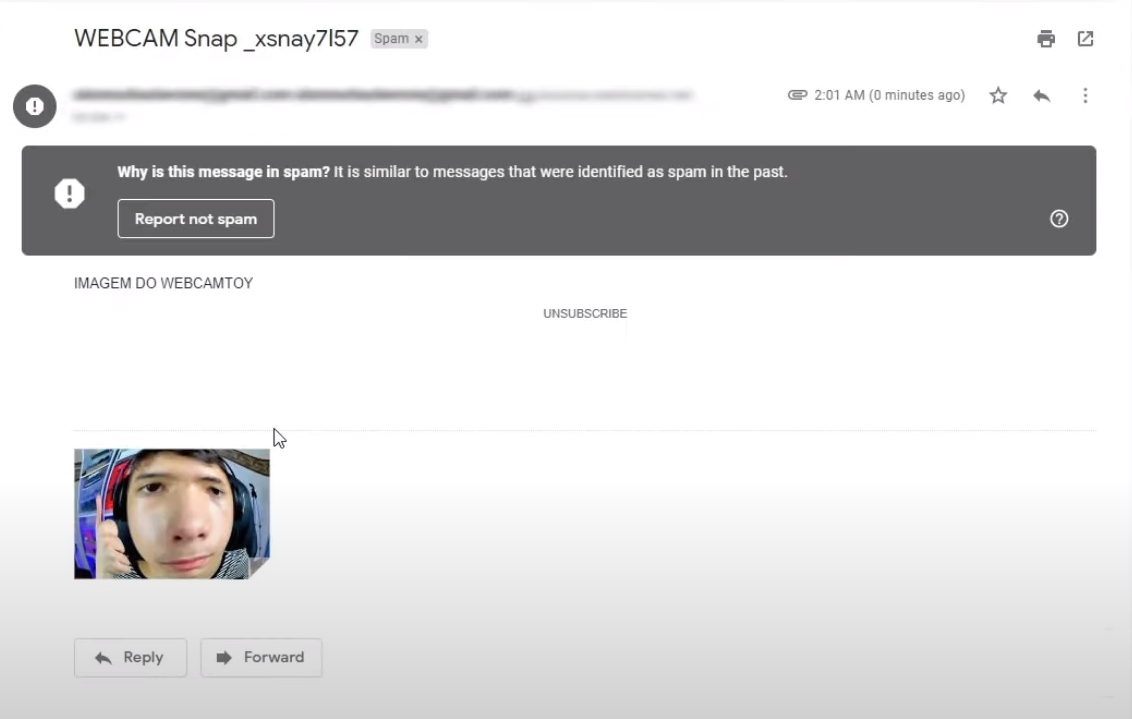 WEBCAM Snap _xsnay7l57 Spam ×
2:01 AM (0 minutes ago)
Why is this message in spam? It is similar to messages that were identified as spam in the past.
Report not spam
IMAGEM DO WEBCAMTOY
UNSUBSCRIBE
Reply Forward